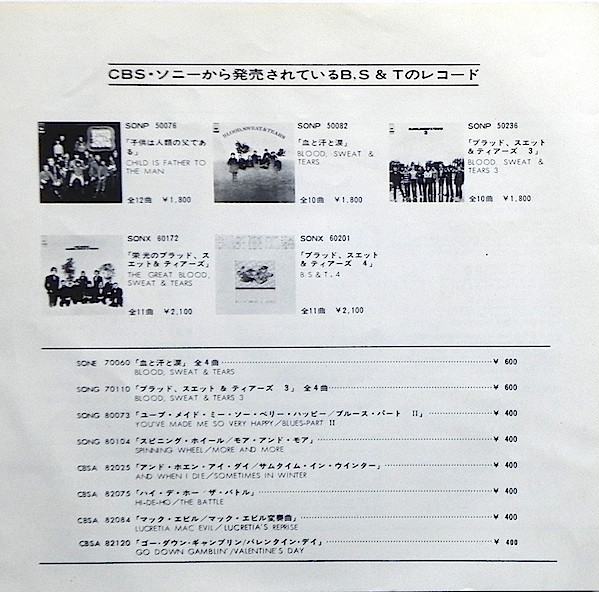 CBS・ソニーから発売されているB,S & Tのレコード
SONP 50076
「子供は人類の父であ
る」
CHILD IS FATHER TO
THE MAN
全12曲 ¥1,800
SONP 50082
「血と汗と涙」
BLOOD, SWEAT &
TEARS
全10曲 ¥1,800
SONP 50236
「ブラッド、スエット
&ティアーズ 3」
BLOOD, SWEAT &
TEARS 3
全10曲 ¥1,800
SONX 60172
「栄光のブラッド、ス
エット& ティアーズ」
THE GREAT BLOOD,
SWEAT & TEARS
全11曲 ¥2,100
SONX 60201
「ブラッド、スエット
& ティアーズ 4」
B.S & T. 4
全11曲 ¥2,100
SONE 70060「血と汗と涙」 全4曲 ¥ 600
BLOOD, SWEAT & TEARS
SONG 70110「ブラッド、スエット & ティアーズ 3」 全4曲 ¥ 600
BLOOD, SWEAT & TEARS 3
SONG 80073「ユーブ・メイド・ミー・ソー・ベリー・ハッピー/ブルース・パート II」 ¥ 400
YOU'VE MADE ME SO VERY HAPPY/BLUES-PART II
SONG 80104「スピニング・ホイール/モア・アンド・モア」 ¥ 400
SPINNING WHEEL/MORE AND MORE
CBSA 82025「アンド・ホエン・アイ・ダイ/サムタイム・イン・ウインター」 ¥ 400
AND WHEN I DIE/SOMETIMES IN WINTER
CBSA 82075「ハイ・デ・ホー/ザ・バトル」 ¥ 400
HI-DE-HO/THE BATTLE
CBSA 82084「マック・エビル/マック・エビル変奏曲」 ¥ 400
LUCRETIA MAC EVIL/LUCRETIA'S REPRISE
CBSA 82120「ゴー・ダウン・ギャンブリン/バレンタイン・デイ」 ¥ 400
GO DOWN GAMBLIN'/VALENTINE'S DAY